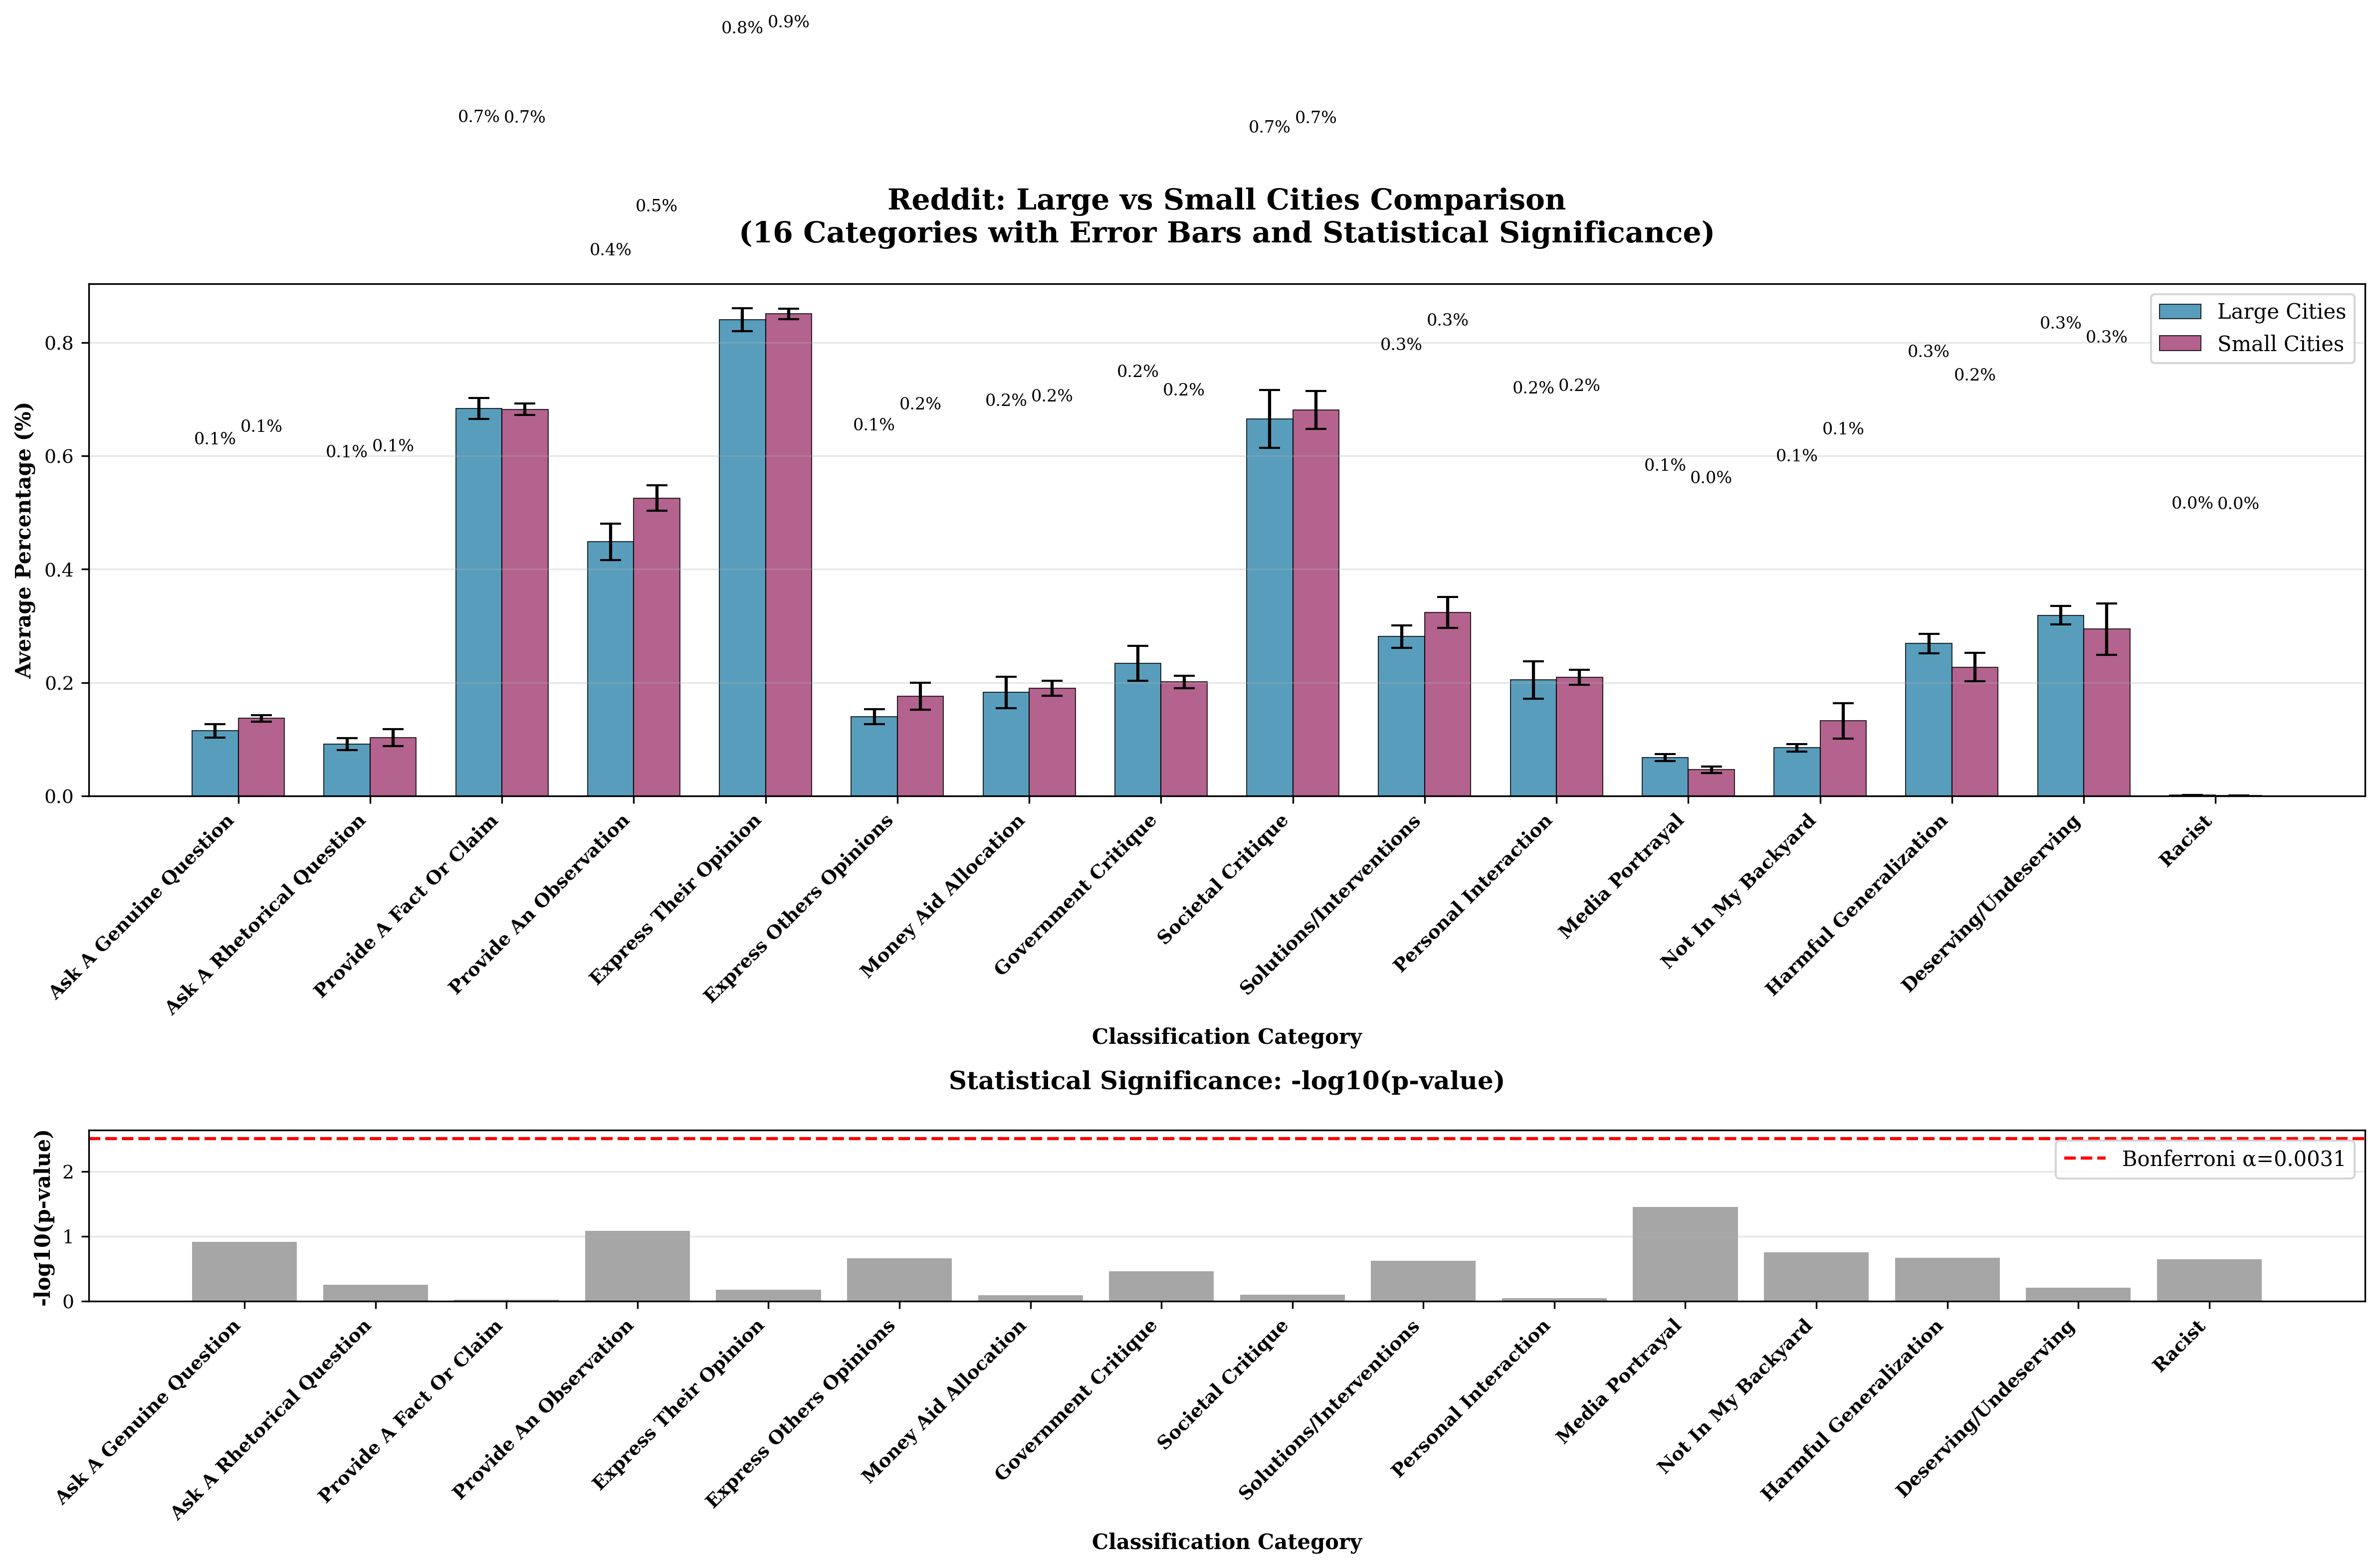 0.8% 0.9%
0.7% 0.7%
0.7% 0.7%
0.4% 0.5%
Reddit: Large vs Small Cities Comparison
(16 Categories with Error Bars and Statistical Significance)
Large Cities
Small Cities
0.1% 0.1%
0.1% 0.1%
0.1% 0.2%
0.2% 0.2%
0.2% 0.2%
0.3% 0.3%
0.2% 0.2%
0.1% 0.0%
0.1% 0.1%
0.3% 0.2%
0.3% 0.3%
0.0% 0.0%
Average Percentage (%)
0.8
0.6
0.4
0.2
0.0
Ask A Genuine Question
Ask A Rhetorical Question
Provide A Fact Or Claim
Provide An Observation
Express Their Opinion
Express Others Opinions
Money Aid Allocation
Government Critique
Societal Critique
Solutions/Interventions
Personal Interaction
Media Portrayal
Not In My Backyard
Harmful Generalization
Deserving/Undeserving
Racist
Classification Category
Statistical Significance: -log10(p-value)
Bonferroni α=0.0031
-log10(p-value)
2
1
0
Ask A Genuine Question
Ask A Rhetorical Question
Provide A Fact Or Claim
Provide An Observation
Express Their Opinion
Express Others Opinions
Money Aid Allocation
Government Critique
Societal Critique
Solutions/Interventions
Personal Interaction
Media Portrayal
Not In My Backyard
Harmful Generalization
Deserving/Undeserving
Racist
Classification Category